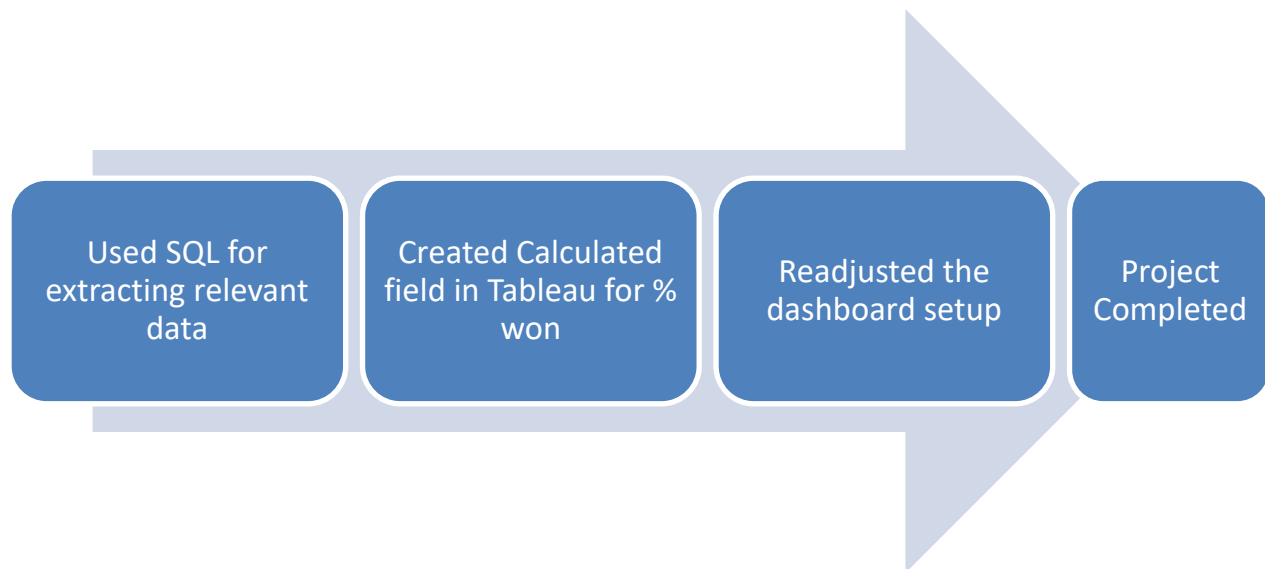 Used SQL for
extracting relevant
data
Created Calculated
field in Tableau for %
won
Readjusted the
dashboard setup
Project
Completed